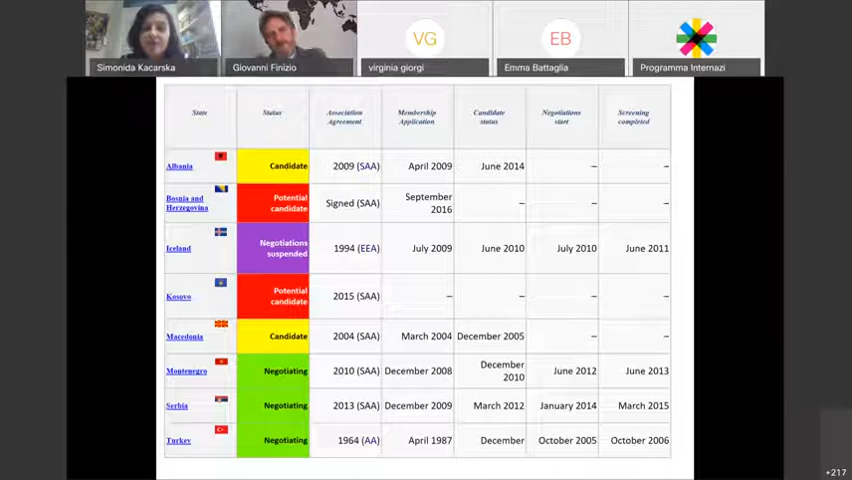 VG
EB
Simonida Kacarska
Giovanni Finizio
virginia giorgi
Emma Battaglia
Programma Internazi
State
Status
Association
Agreement
Membership
Application
Candidate
status
Negotiations
start
Screening
completed
Albania
Candidate
2009 (SAA)
April 2009
June 2014
–
–
Bosnia and
Herzegovina
Potential
candidate
Signed (SAA)
September
2016
–
–
–
Iceland
Negotiations
suspended
1994 (EEA)
July 2009
June 2010
July 2010
June 2011
Kosovo
Potential
candidate
2015 (SAA)
–
–
–
–
Macedonia
Candidate
2004 (SAA)
March 2004
December 2005
–
–
Montenegro
Negotiating
2010 (SAA)
December 2008
December
2010
June 2012
June 2013
Serbia
Negotiating
2013 (SAA)
December 2009
March 2012
January 2014
March 2015
Turkey
Negotiating
1964 (AA)
April 1987
December
October 2005
October 2006
+217